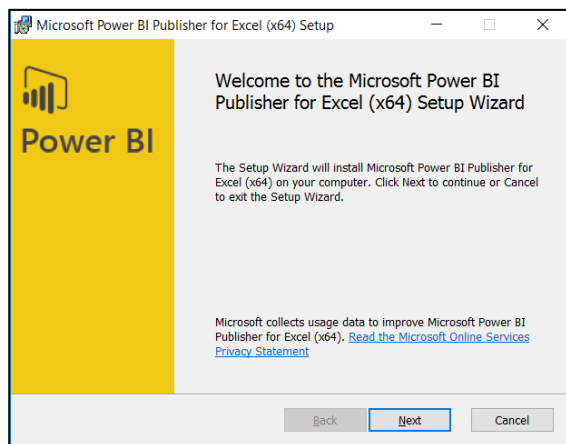 Microsoft Power BI Publisher for Excel (x64) Setup
Power BI
Welcome to the Microsoft Power BI
Publisher for Excel (x64) Setup Wizard
The Setup Wizard will install Microsoft Power BI Publisher for
Excel (x64) on your computer. Click Next to continue or Cancel
to exit the Setup Wizard.
Microsoft collects usage data to improve Microsoft Power BI
Publisher for Excel (x64). Read the Microsoft Online Services
Privacy Statement
Back Next Cancel